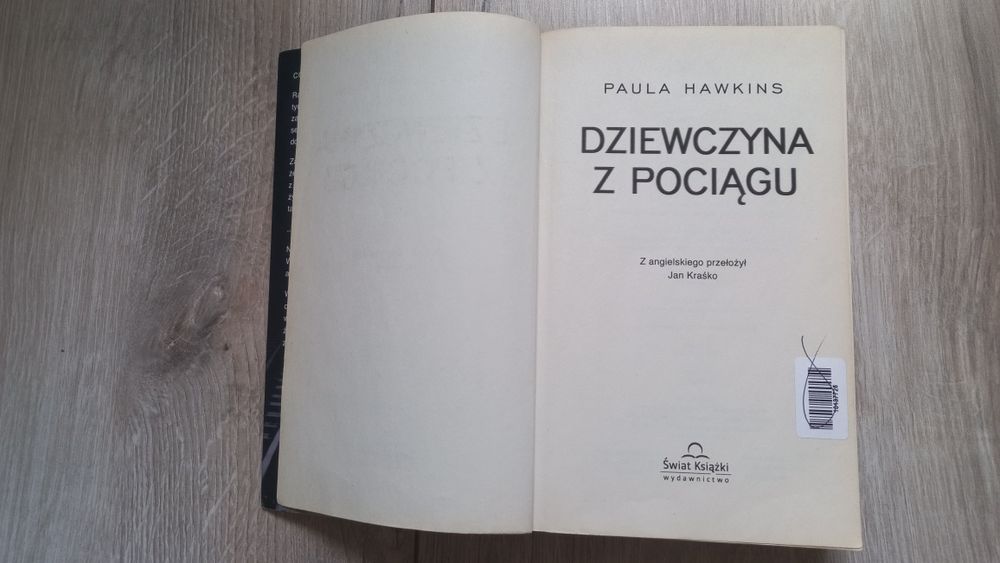 PAULA HAWKINS
DZIEWCZYNA
Z POCIĄGU
Z angielskiego przełożył
Jan Kraśko
Świat Książki
wydawnictwo